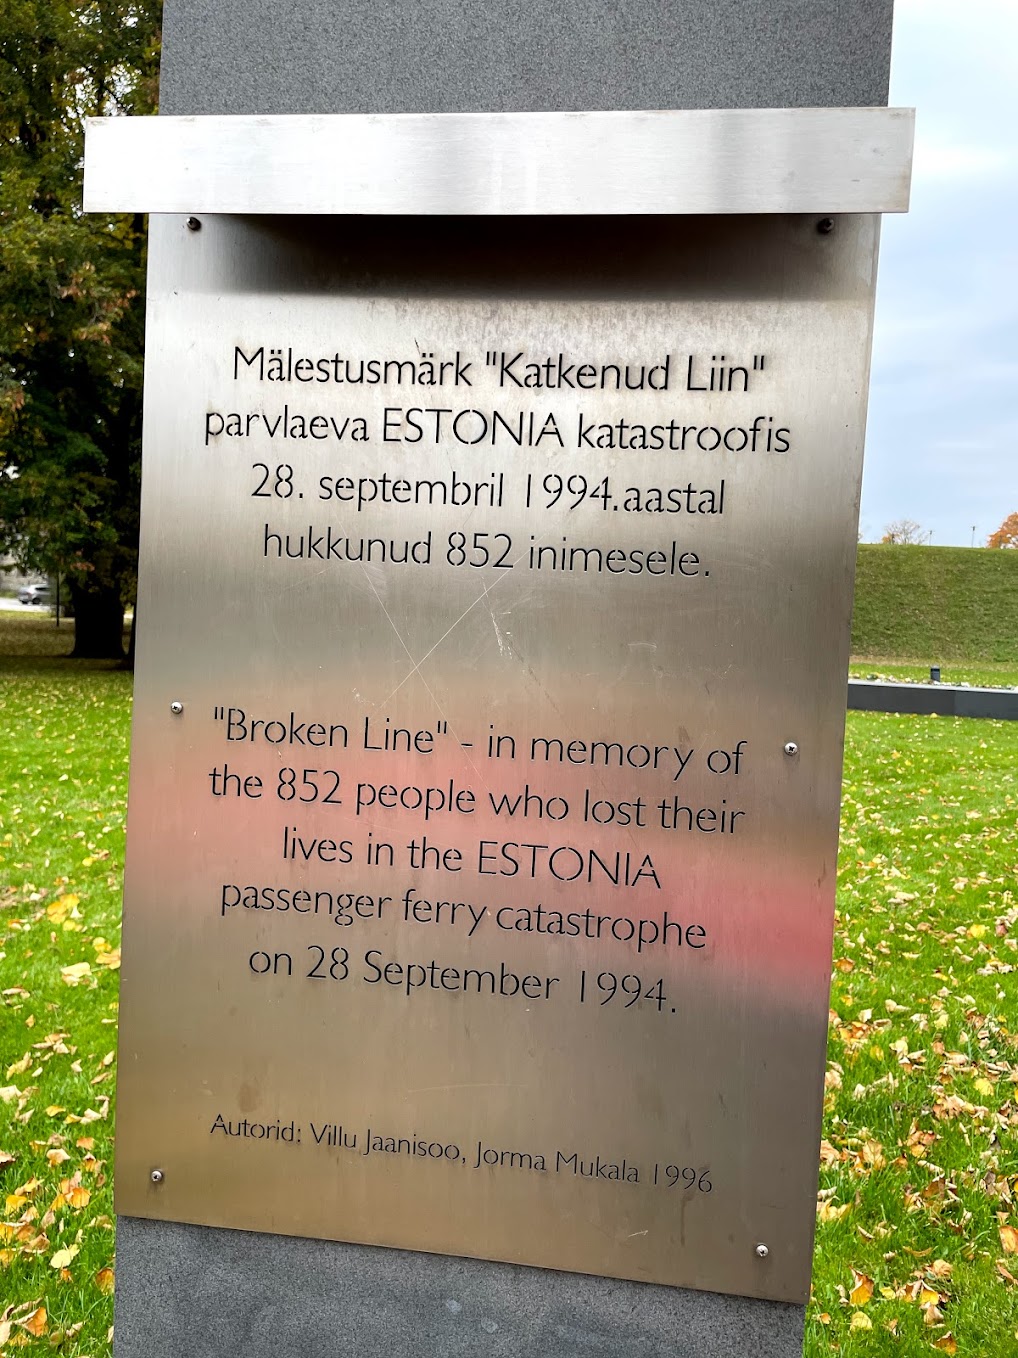 Mälestusmärk "Katkenud Liin"
parvlaeva ESTONIA katastroofis
28. septembril 1994.aastal
hukkunud 852 inimesele.
"Broken Line" - in memory of
the 852 people who lost their
lives in the ESTONIA
passenger ferry catastrophe
on 28 September 1994.
Autorid: Villu Jaanisoo, Jorma Mukala 1996